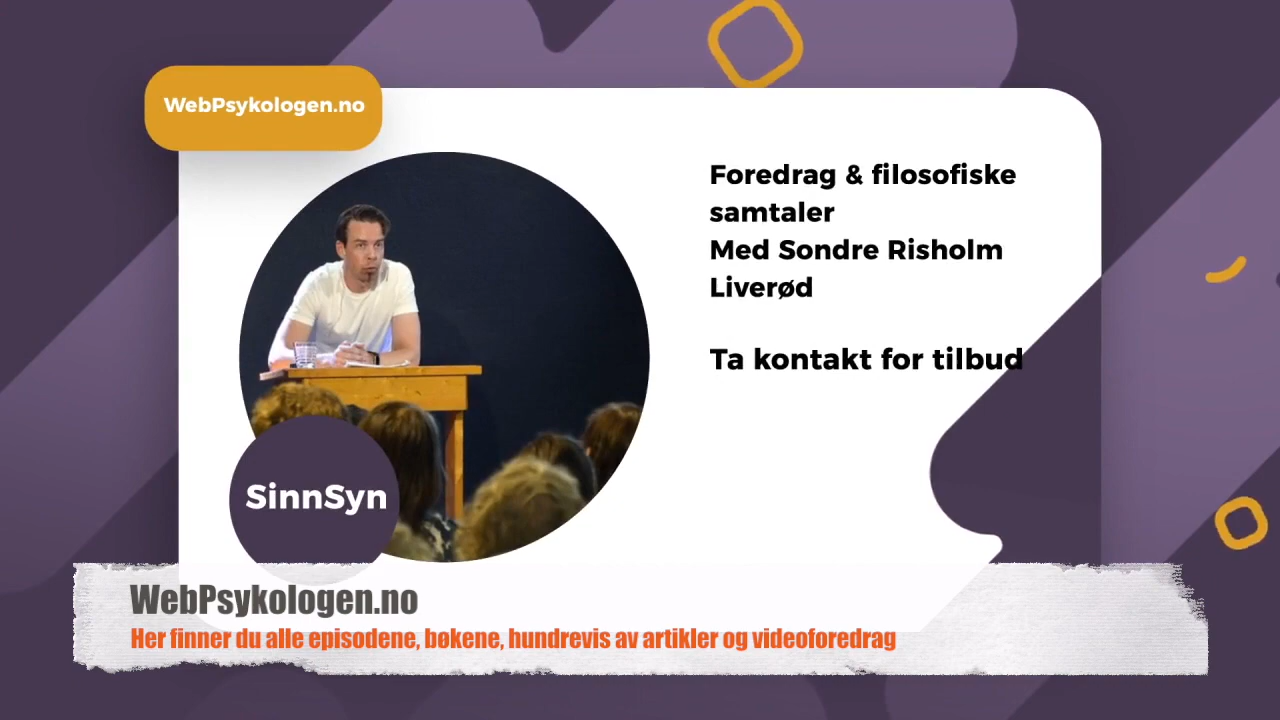 WebPsykologen.no
Foredrag & filosofiske
samtaler
Med Sondre Risholm
Liverød
Ta kontakt for tilbud
SinnSyn
WebPsykologen.no
Her finner du alle episodene, bøkene, hundrevis av artikler og videoforedrag